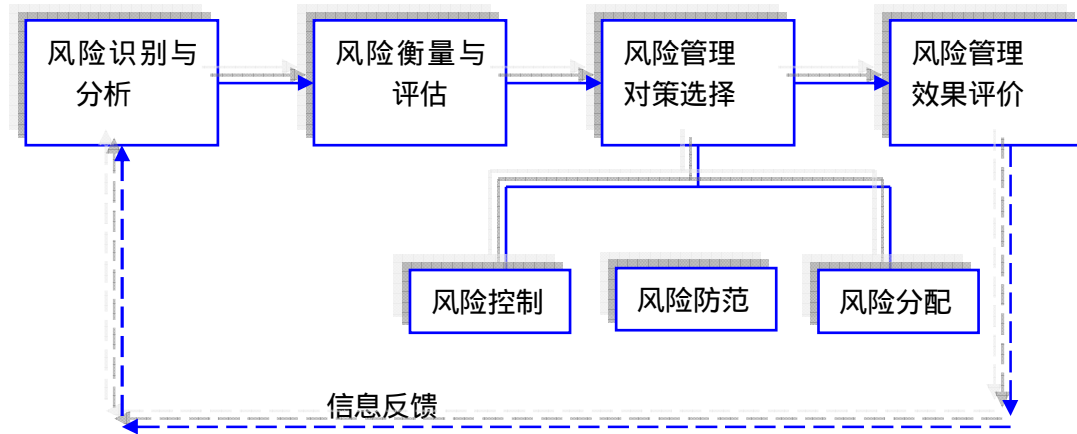 风险识别与
分析
风险衡量与
评估
风险管理
对策选择
风险管理
效果评价
风险控制
风险防范
风险分配
信息反馈